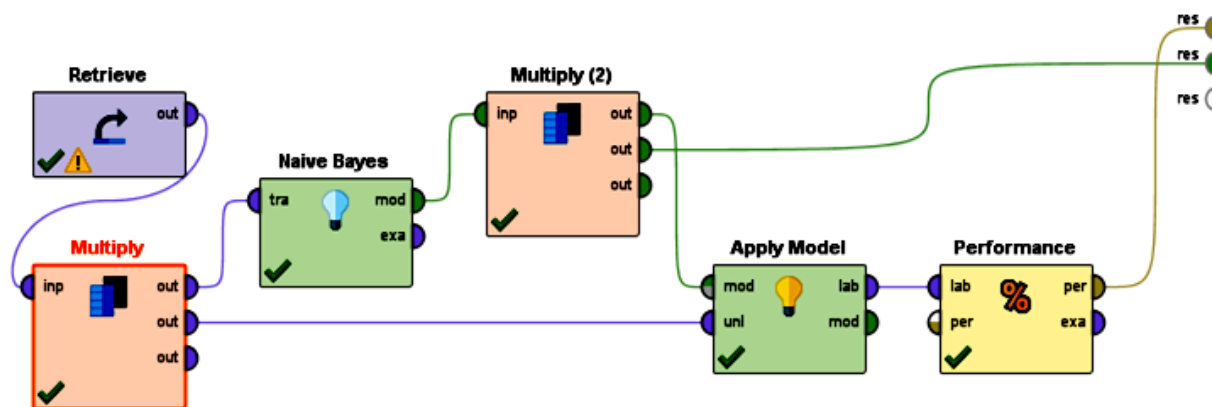 res
Retrieve
Multiply (2)
res
out
inp
out
res
out
Naive Bayes
out
tra
mod
exa
Multiply
Apply Model
Performance
inp
out
mod
lab
lab
%
per
out
unl
mod
per
exa
out